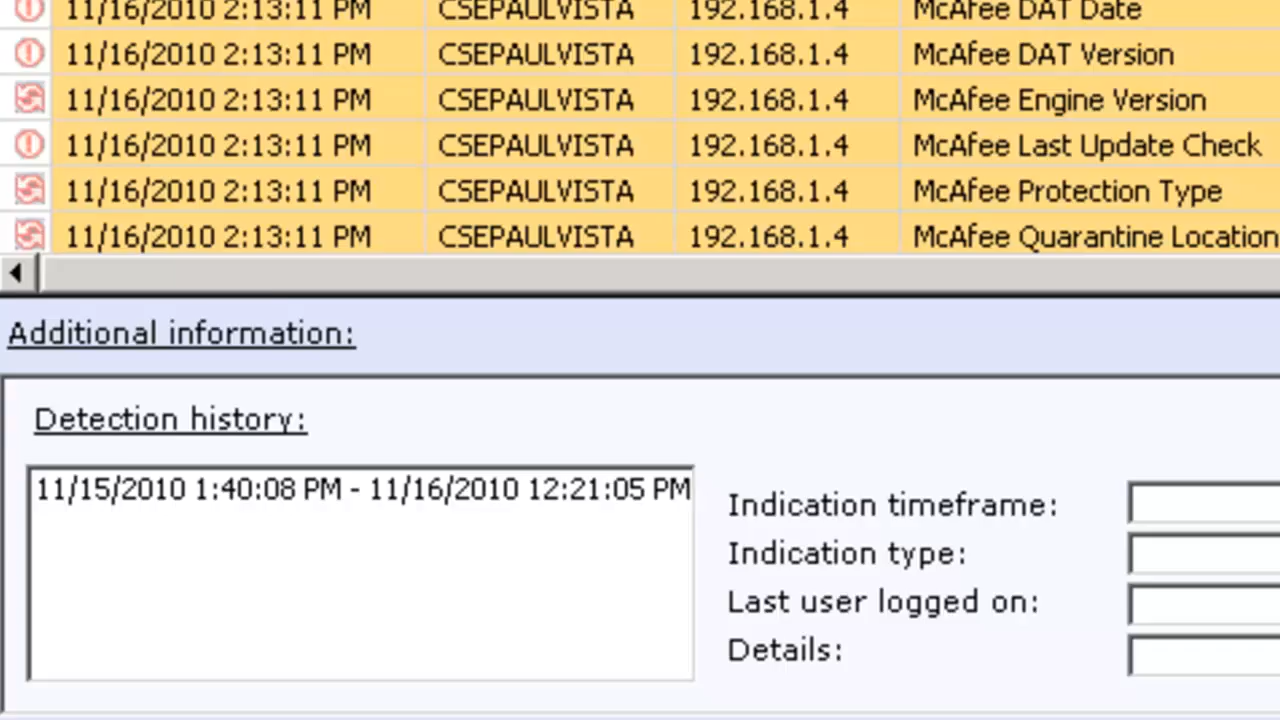 11/16/2010 2:13:11 PM CSEPAULVISTA 192.168.1.4 McAfee DAT Date
11/16/2010 2:13:11 PM CSEPAULVISTA 192.168.1.4 McAfee DAT Version
11/16/2010 2:13:11 PM CSEPAULVISTA 192.168.1.4 McAfee Engine Version
11/16/2010 2:13:11 PM CSEPAULVISTA 192.168.1.4 McAfee Last Update Check
11/16/2010 2:13:11 PM CSEPAULVISTA 192.168.1.4 McAfee Protection Type
11/16/2010 2:13:11 PM CSEPAULVISTA 192.168.1.4 McAfee Quarantine Location
Additional information:
Detection history:
11/15/2010 1:40:08 PM - 11/16/2010 12:21:05 PM
Indication timeframe:
Indication type:
Last user logged on:
Details: